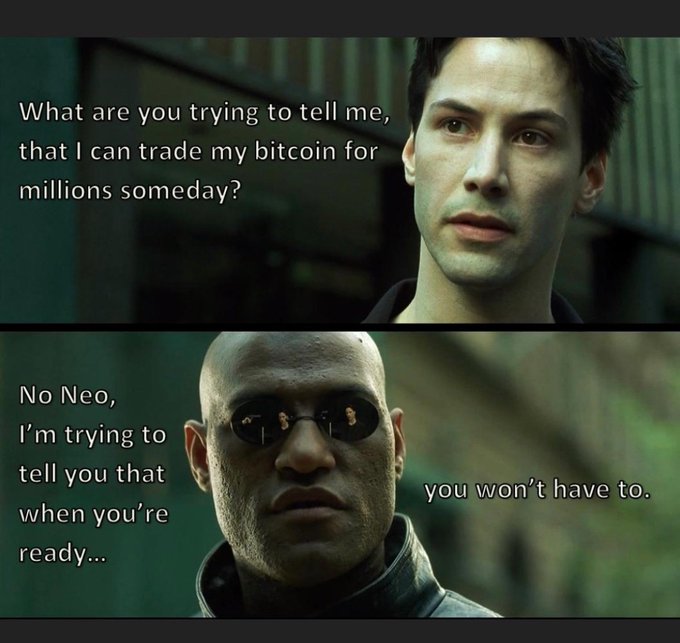 What are you trying to tell me,
that I can trade my bitcoin for
millions someday?
No Neo,
I'm trying to
tell you that
when you're
ready...
you won't have to.